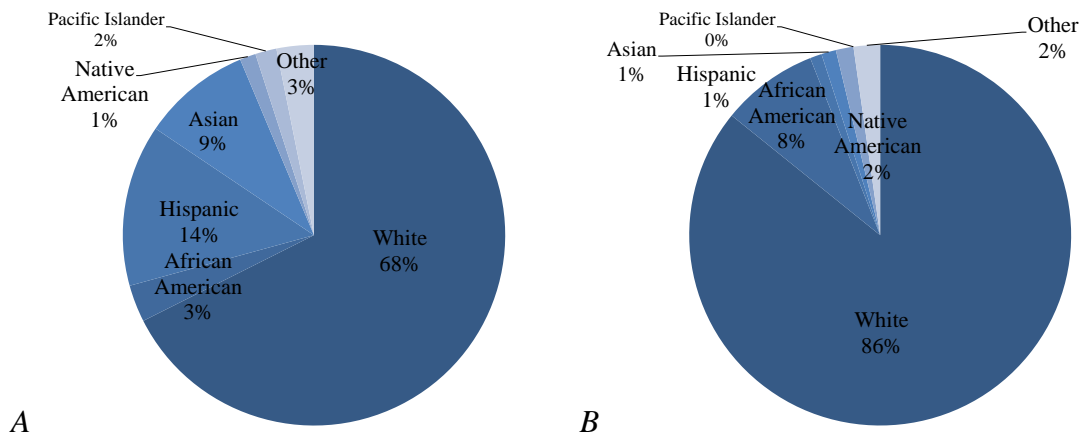 Pacific Islander
2%
Native
American
1%
Other
3%
Asian
9%
Hispanic
14%
African
American
3%
White
68%
A
Pacific Islander
0%
Other
2%
Asian
1%
Hispanic
1%
African
American
8%
Native
American
2%
White
86%
B